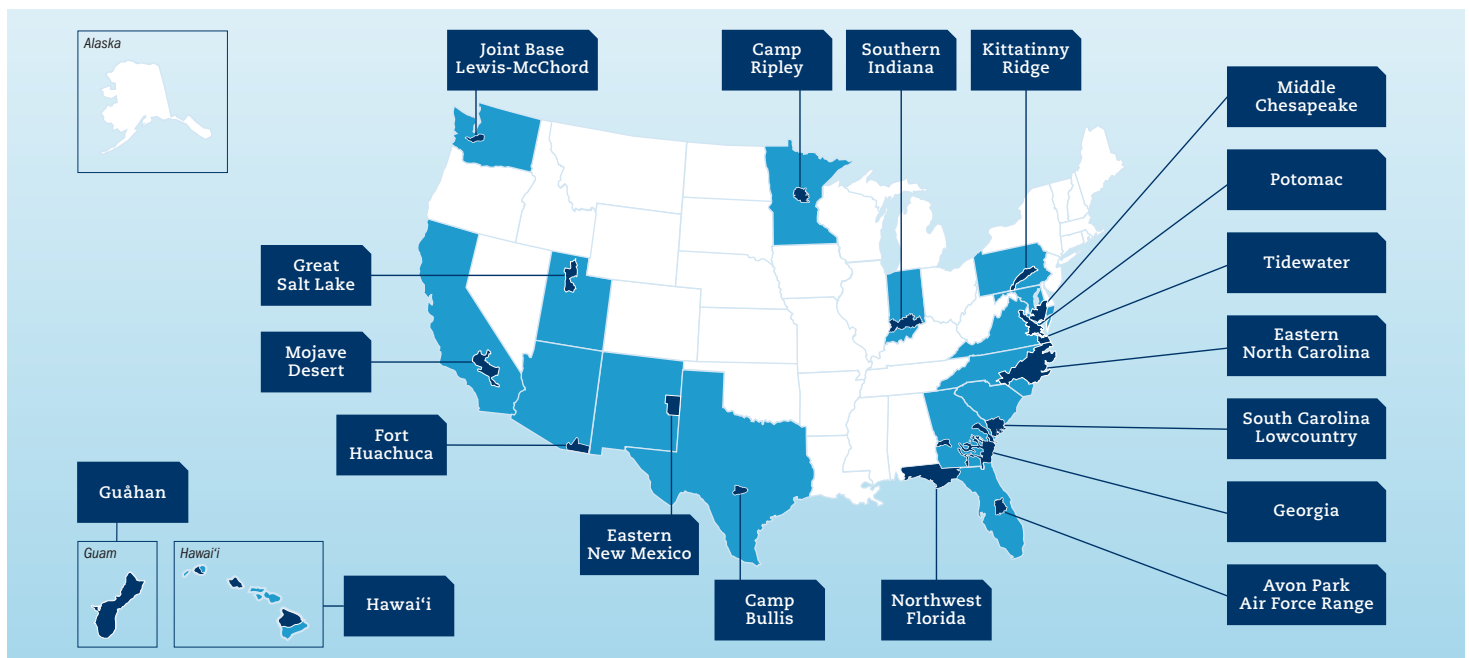 Alaska
Joint Base
Lewis-McChord
Camp
Ripley
Southern
Indiana
Kittatinny
Ridge
Middle
Chesapeake
Potomac
Tidewater
Great
Salt Lake
Eastern
North Carolina
Mojave
Desert
South Carolina
Lowcountry
Fort
Huachuca
Guåhan
Georgia
Eastern
New Mexico
Guam
Hawai‘i
Hawai‘i
Camp
Bullis
Northwest
Florida
Avon Park
Air Force Range